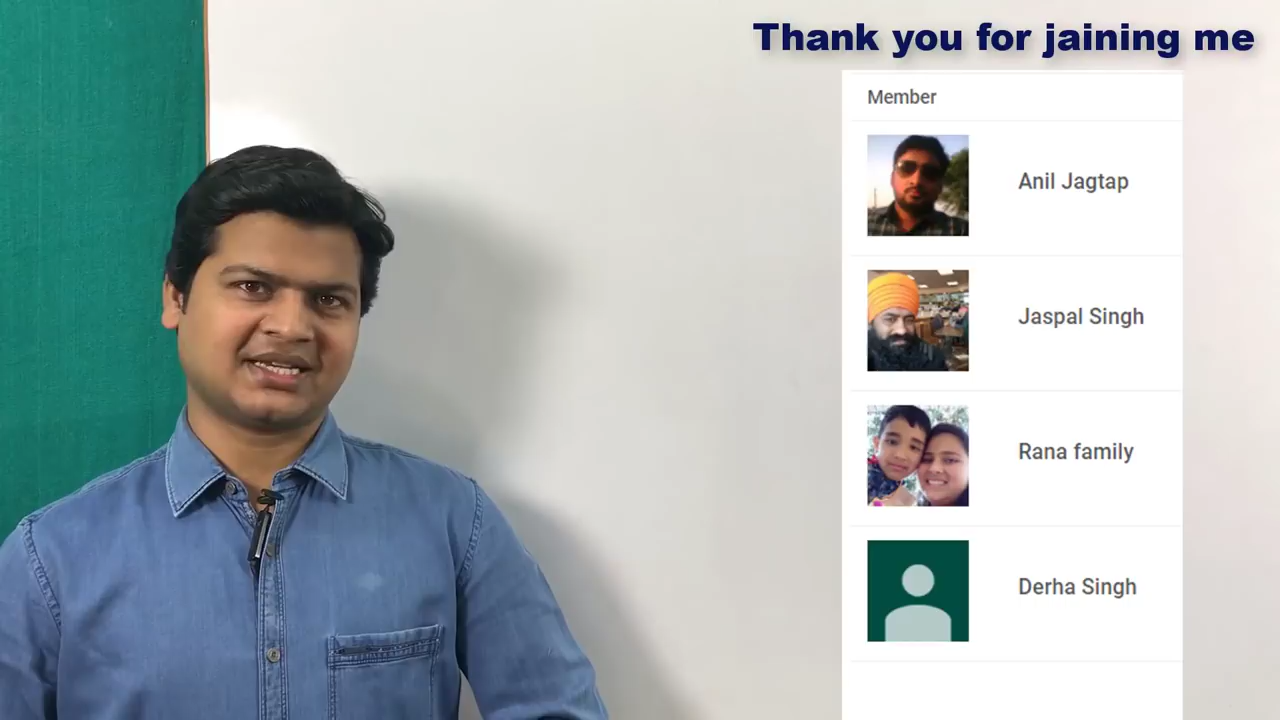 Thank you for jaining me
Member
Anil Jagtap
Jaspal Singh
Rana family
Derha Singh